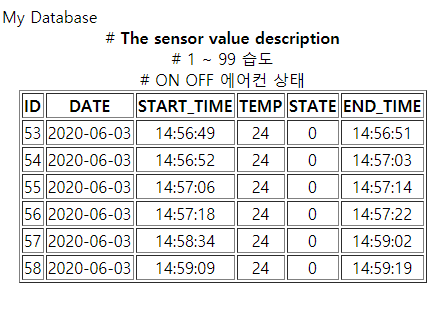 My Database
# The sensor value description
# 1 ~ 99 습도
# ON OFF 에어컨 상태
ID DATE START_TIME TEMP STATE END_TIME
53 2020-06-03 14:56:49 24 0 14:56:51
54 2020-06-03 14:56:52 24 0 14:57:03
55 2020-06-03 14:57:06 24 0 14:57:14
56 2020-06-03 14:57:18 24 0 14:57:22
57 2020-06-03 14:58:34 24 0 14:59:02
58 2020-06-03 14:59:09 24 0 14:59:19